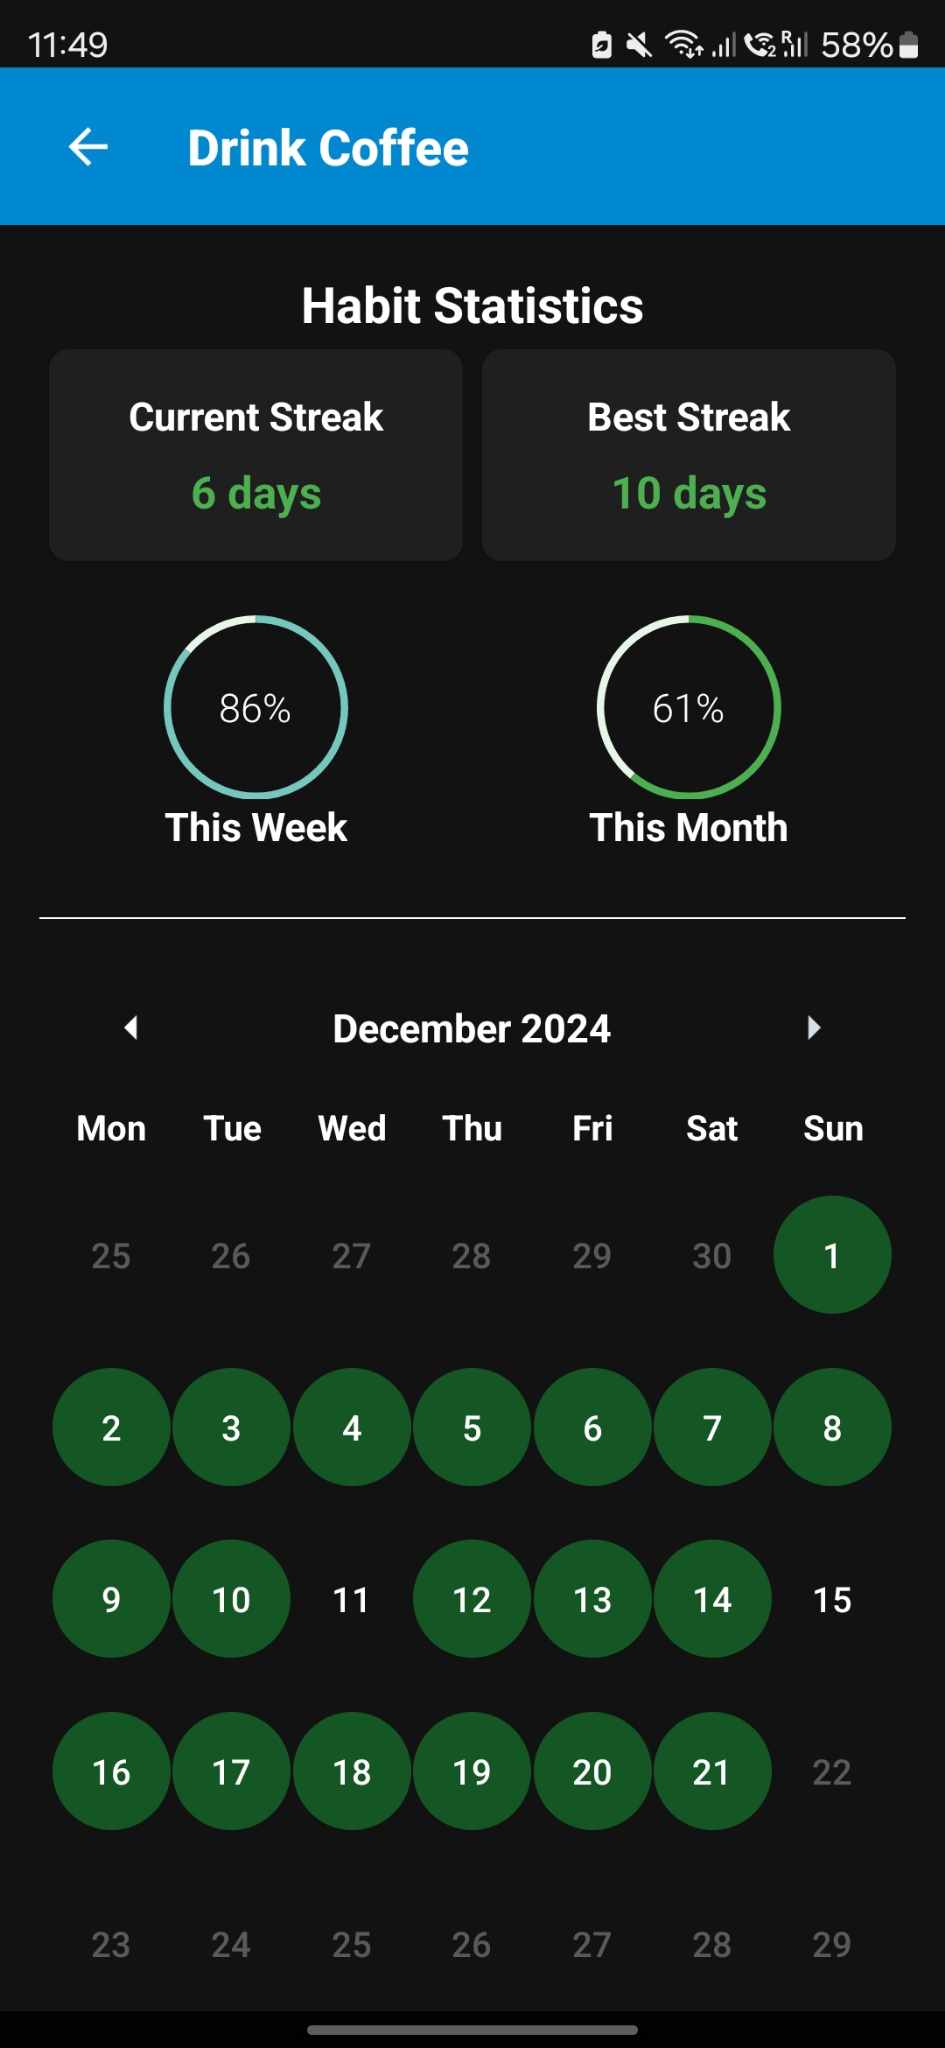 11:49 2 R 58%
Drink Coffee
Habit Statistics
Current Streak Best Streak
6 days 10 days
86% 61%
This Week This Month
December 2024
Mon Tue Wed Thu Fri Sat Sun
25 26 27 28 29 30 1
2 3 4 5 6 7 8
9 10 11 12 13 14 15
16 17 18 19 20 21 22
23 24 25 26 27 28 29